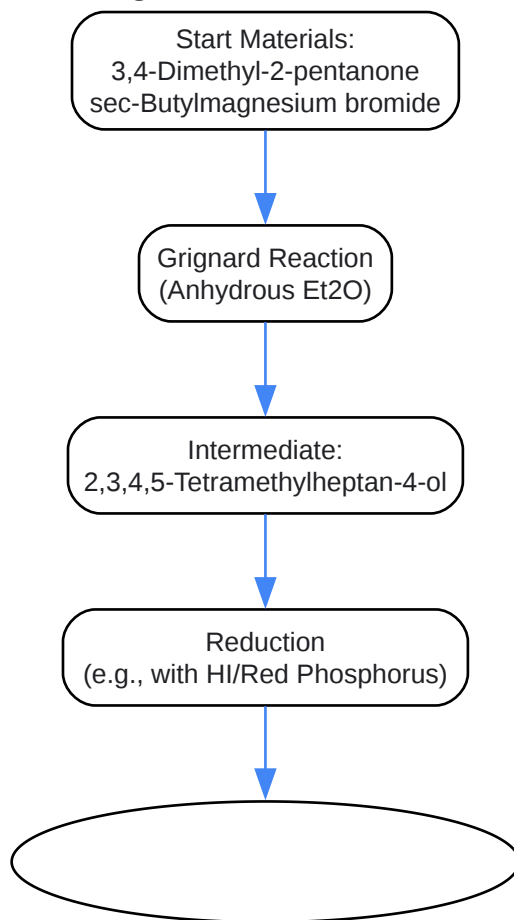 Start Materials:
3,4-Dimethyl-2-pentanone
sec-Butylmagnesium bromide
Grignard Reaction
(Anhydrous Et2O)
Intermediate:
2,3,4,5-Tetramethylheptan-4-ol
Reduction
(e.g., with HI/Red Phosphorus)